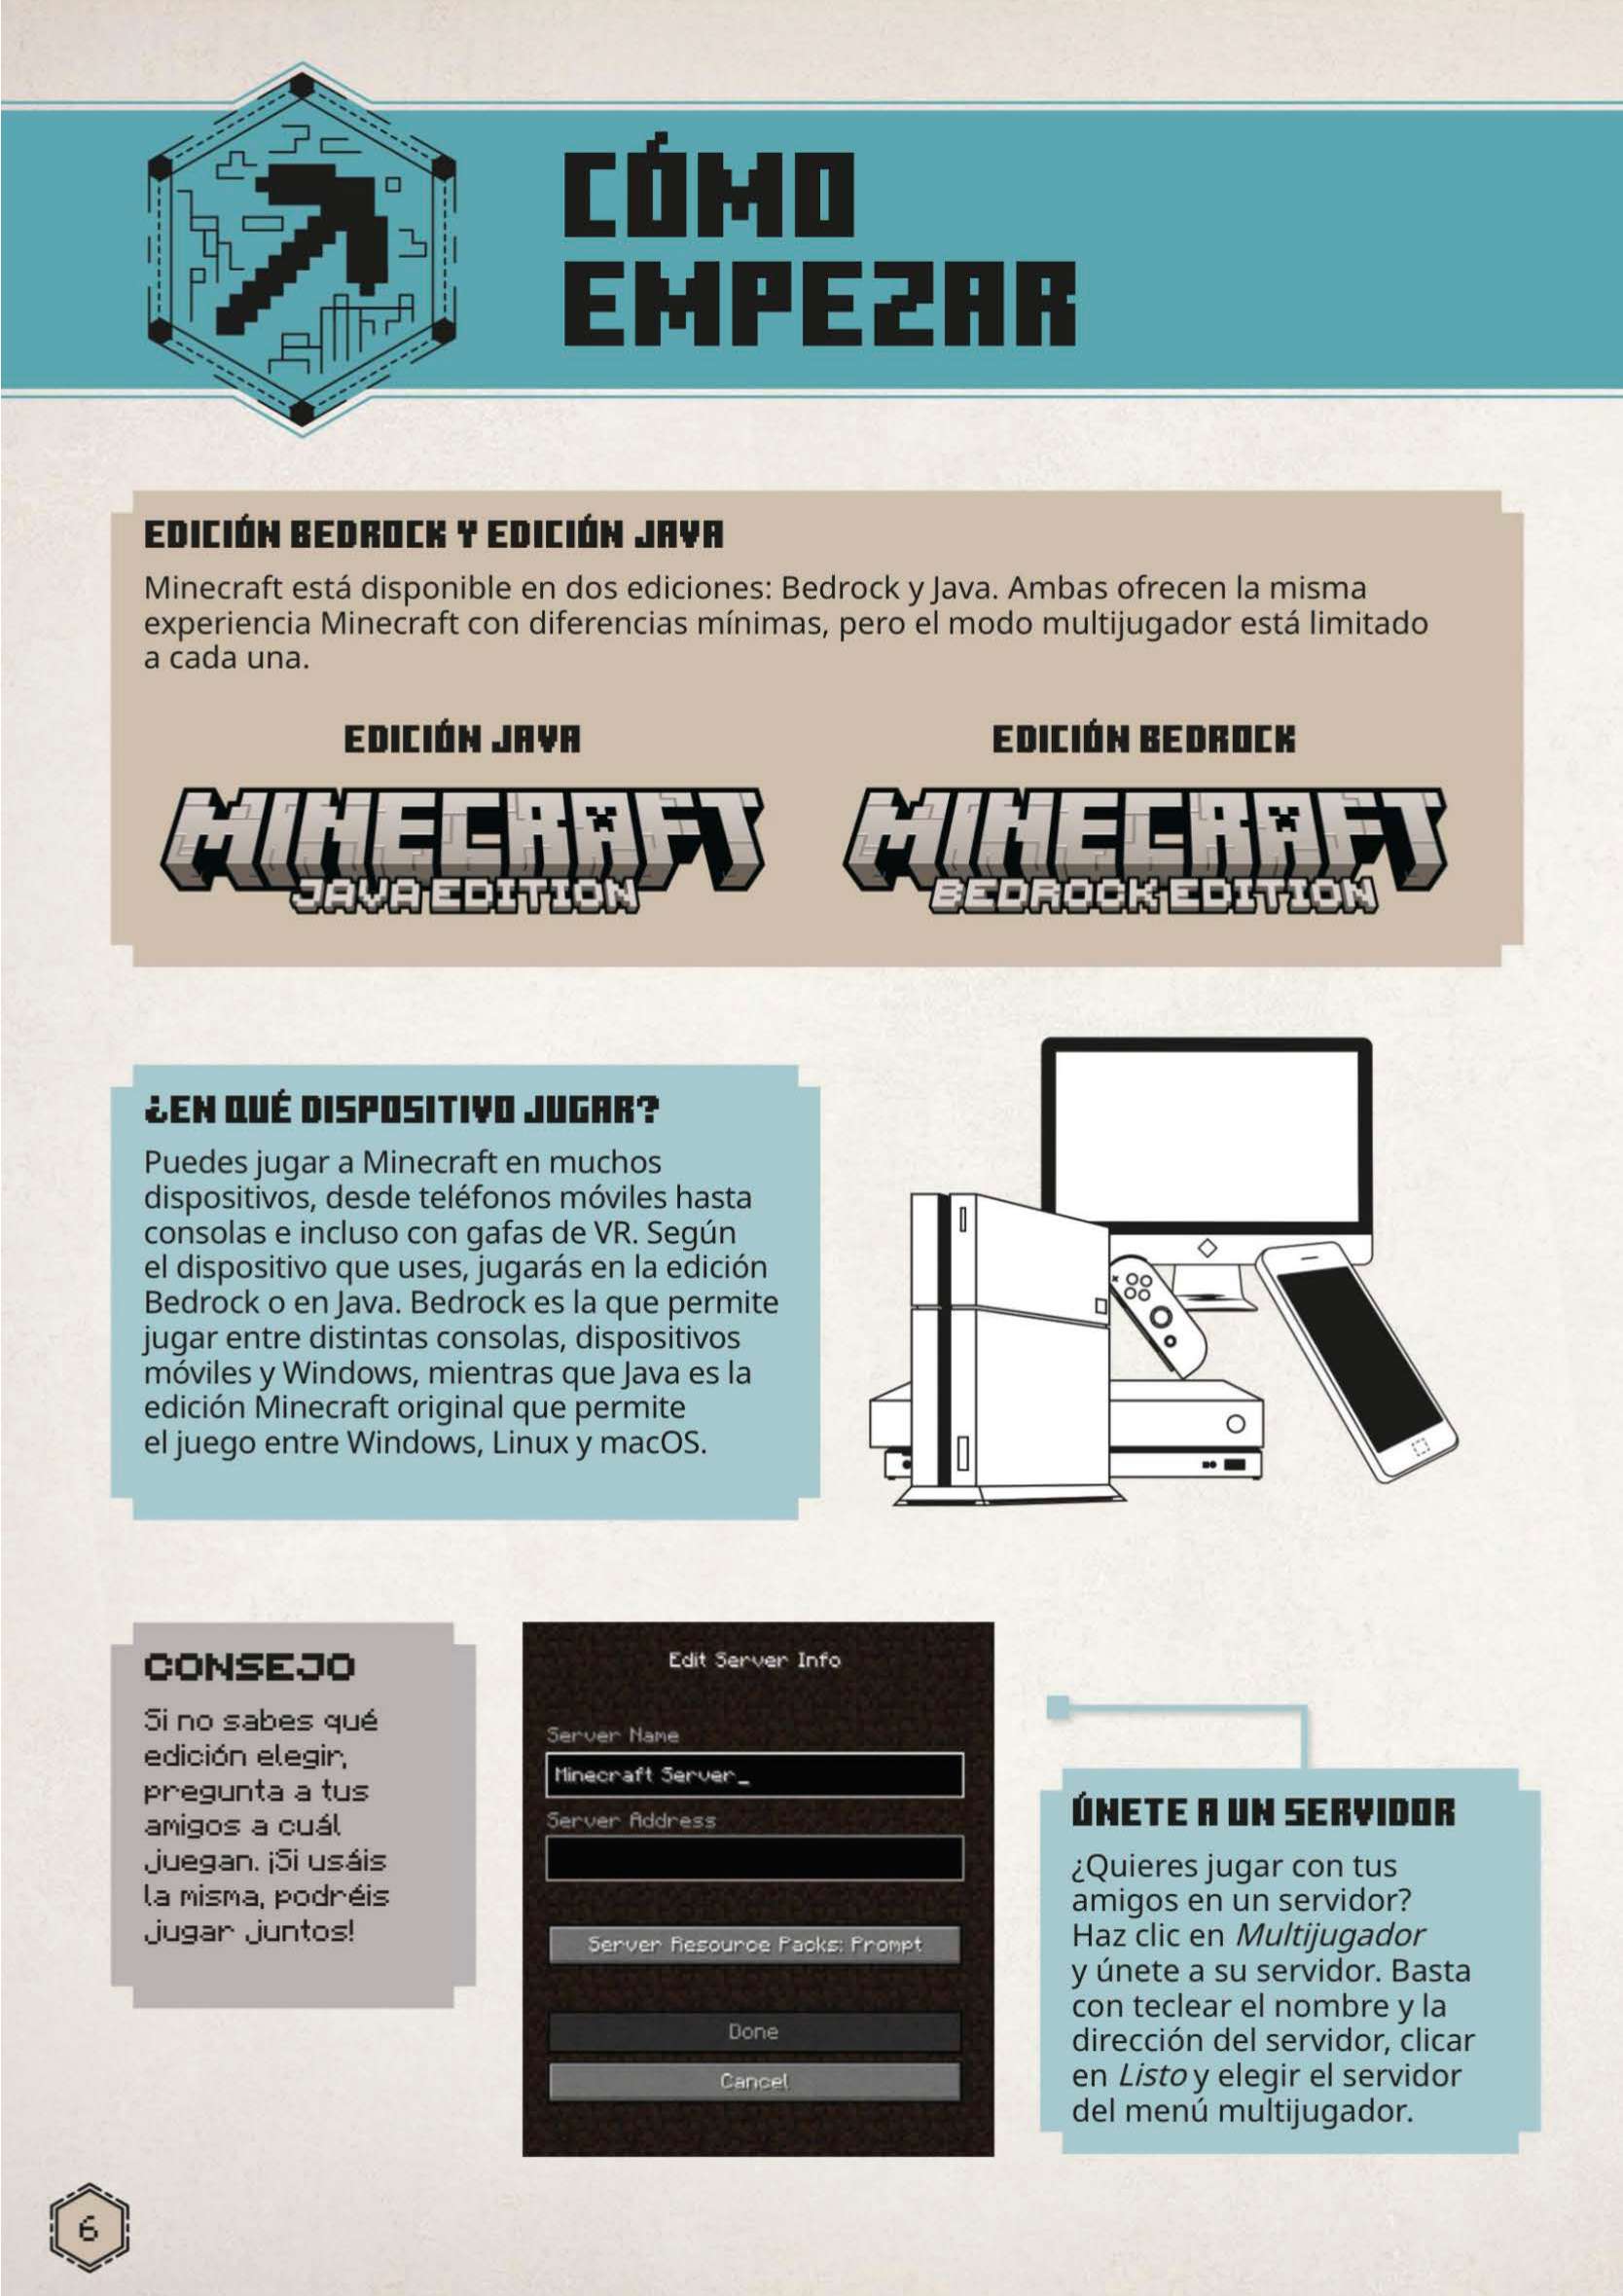 CÓMO
EMPEZAR
EDICIÓN BEDROCK Y EDICIÓN JAVA
Minecraft está disponible en dos ediciones: Bedrock y Java. Ambas ofrecen la misma
experiencia Minecraft con diferencias mínimas, pero el modo multijugador está limitado
a cada una.
EDICIÓN JAVA
MINECRAFT
JAVA EDITION
EDICIÓN BEDROCK
MINECRAFT
BEDROCK EDITION
¿EN QUÉ DISPOSITIVO JUGAR?
Puedes jugar a Minecraft en muchos
dispositivos, desde teléfonos móviles hasta
consolas e incluso con gafas de VR. Según
el dispositivo que uses, jugarás en la edición
Bedrock o en Java. Bedrock es la que permite
jugar entre distintas consolas, dispositivos
móviles y Windows, mientras que Java es la
edición Minecraft original que permite
el juego entre Windows, Linux y macOS.
CONSEJO
Si no sabes qué
edición elegir,
pregunta a tus
amigos a cuál
juegan. ¡Si usáis
la misma, podréis
jugar juntos!
Edit Server Info
Server Name
Minecraft Server_
Server Address
Server Resource Packs: Prompt
Done
Cancel
ÚNETE A UN SERVIDOR
¿Quieres jugar con tus
amigos en un servidor?
Haz clic en Multijugador
y únete a su servidor. Basta
con teclear el nombre y la
dirección del servidor, clicar
en Listo y elegir el servidor
del menú multijugador.
6